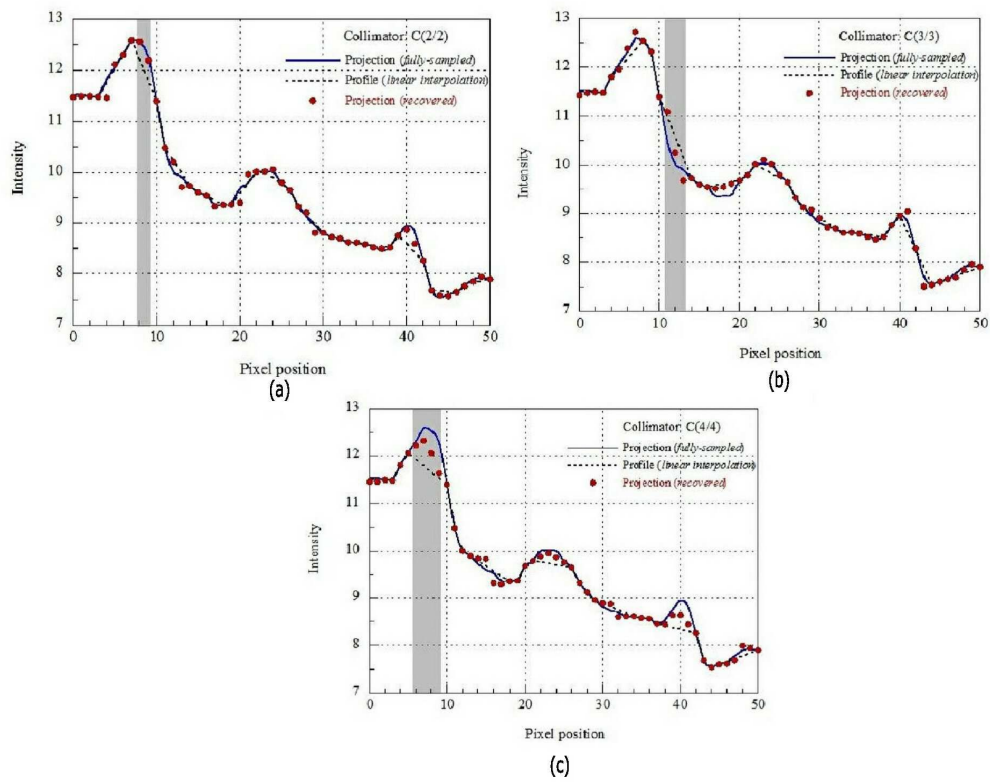 13
12
11
10
9
8
7
Intensity
Collimator: C(2/2)
Projection (fully-sampled)
Profile (linear interpolation)
Projection (recovered)
0 10 20 30 40 50
Pixel position
(a)
13
12
11
10
9
8
7
Intensity
Collimator: C(3/3)
Projection (fully-sampled)
Profile (linear interpolation)
Projection (recovered)
0 10 20 30 40 50
Pixel position
(b)
13
12
11
10
9
8
7
Intensity
Collimator: C(4/4)
Projection (fully-sampled)
Profile (linear interpolation)
Projection (recovered)
0 10 20 30 40 50
Pixel position
(c)